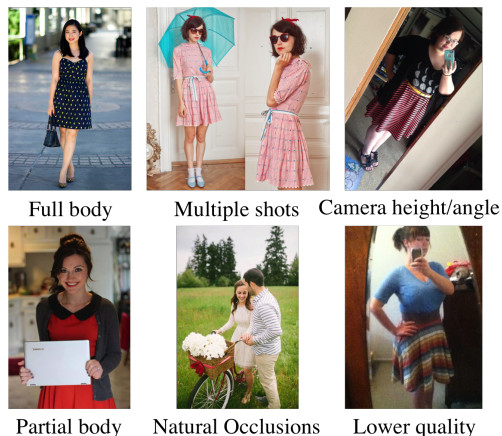 Full body
Multiple shots
Camera height/angle
Partial body
Natural Occlusions
Lower quality